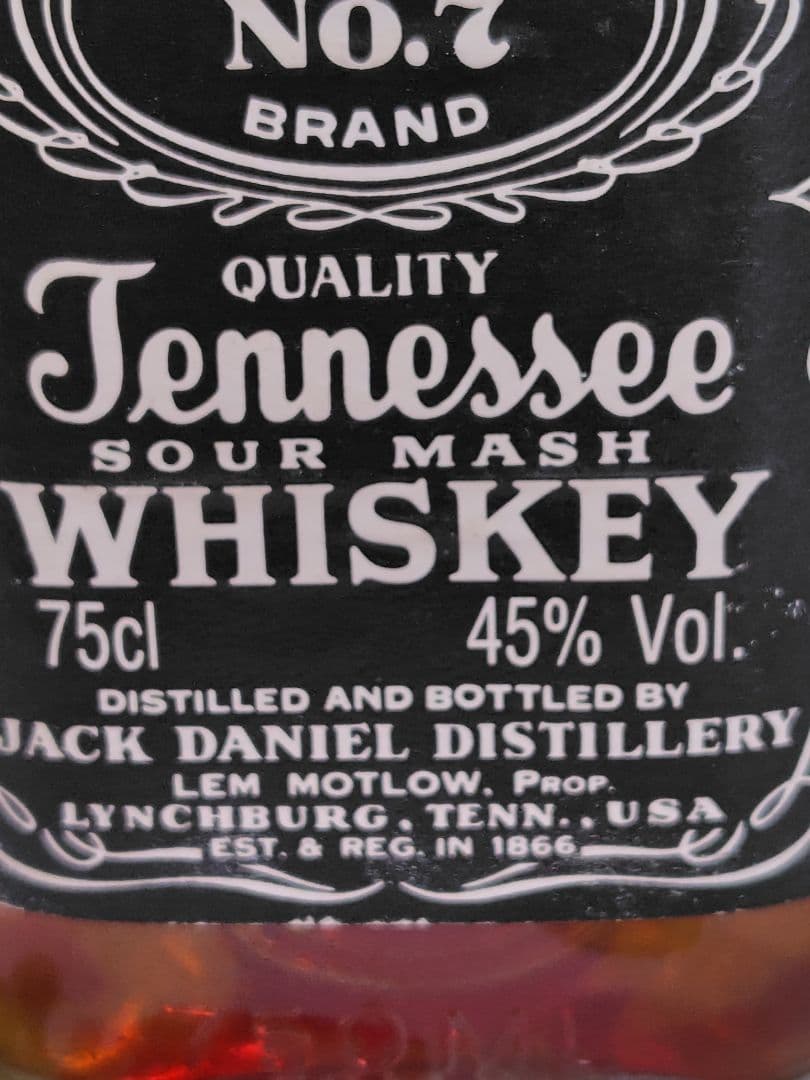 No.7
BRAND
QUALITY
Tennessee
SOUR MASH
WHISKEY
75cl 45% Vol.
DISTILLED AND BOTTLED BY
JACK DANIEL DISTILLERY
LEM MOTLOW, PROP.
LYNCHBURG, TENN., USA
EST. & REG. IN 1866